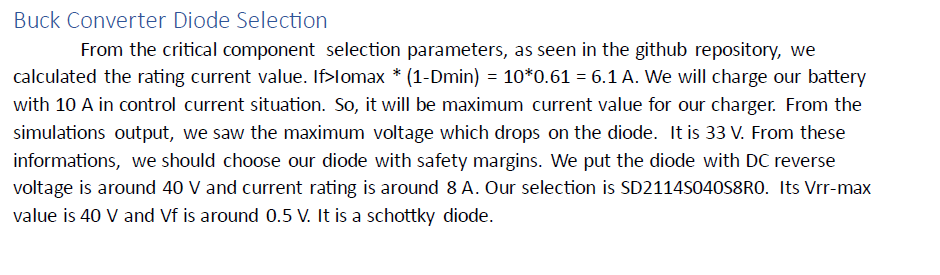 Buck Converter Diode Selection
From the critical component selection parameters, as seen in the github repository, we
calculated the rating current value. If>Iomax * (1-Dmin) = 10*0.61 = 6.1 A. We will charge our battery
with 10 A in control current situation. So, it will be maximum current value for our charger. From the
simulations output, we saw the maximum voltage which drops on the diode. It is 33 V. From these
informations, we should choose our diode with safety margins. We put the diode with DC reverse
voltage is around 40 V and current rating is around 8 A. Our selection is SD2114S040S8R0. Its Vrr-max
value is 40 V and Vf is around 0.5 V. It is a schottky diode.